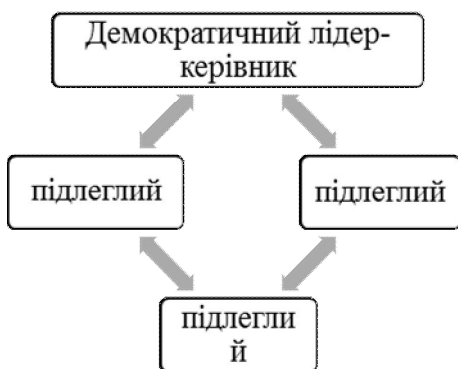 Демократичний лідер-
керівник
підлеглий
підлеглий
підлегли
й